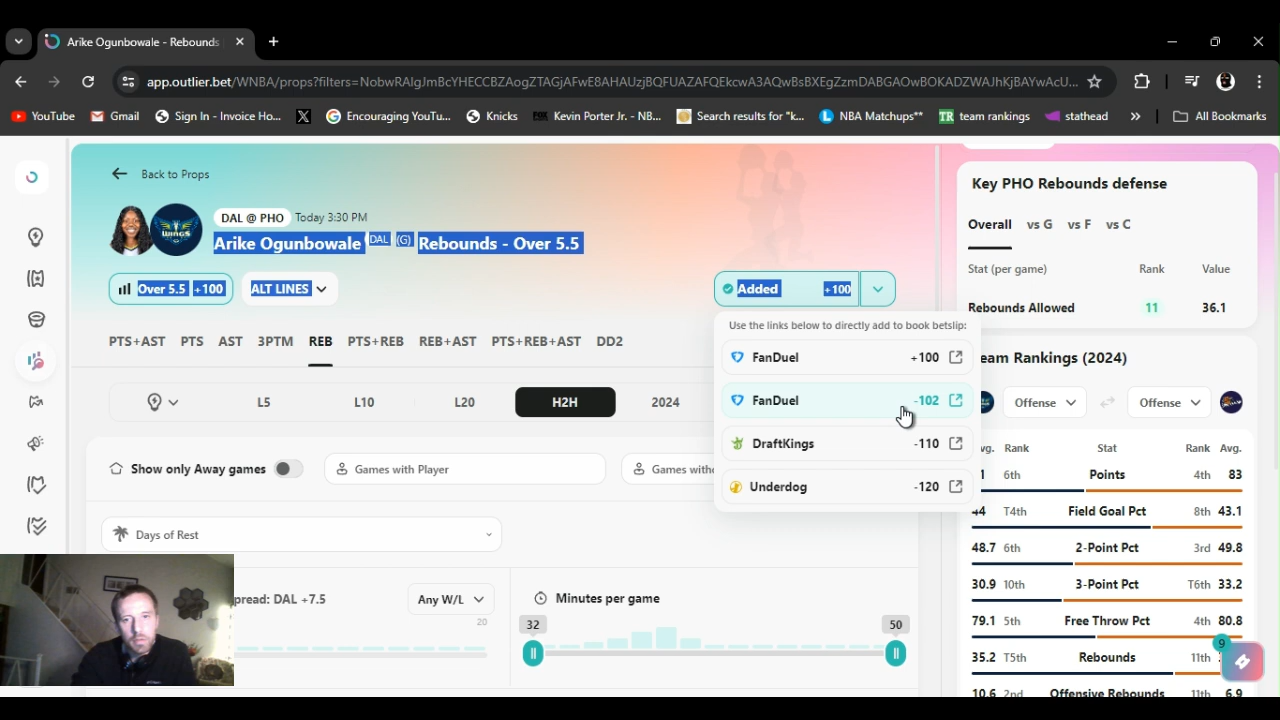 Arike Ogunbowale - Rebounds
app.outlier.bet/WNBA/props?filters=NobwRAlgJmBcYHECCBZAogZTAGjAFwE8AHAUzjBQFUAZAFQEkcwA3AQwBsBXEgZzmDABGAOwBOKADZWAJhKjBAYwAcU...
YouTube Gmail Sign In - Invoice Ho... X Encouraging YouTu... Knicks Kevin Porter Jr. - NB... Search results for "k... NBA Matchups** team rankings stathead » All Bookmarks
Back to Props
DAL @ PHO Today 3:30 PM
Arike Ogunbowale DAL (G) Rebounds - Over 5.5
Over 5.5 +100 ALT LINES Added +100
PTS+AST PTS AST 3PTM REB PTS+REB REB+AST PTS+REB+AST DD2
L5 L10 L20 H2H 2024
Show only Away games Games with Player Games witho
Days of Rest
pread: DAL +7.5 Any W/L Minutes per game
20
32 50
Use the links below to directly add to book betslip:
FanDuel +100
FanDuel -102
DraftKings -110
Underdog -120
Key PHO Rebounds defense
Overall vs G vs F vs C
Stat (per game) Rank Value
Rebounds Allowed 11 36.1
eam Rankings (2024)
Offense Offense
vg. Rank Stat Rank Avg.
1 6th Points 4th 83
44 T4th Field Goal Pct 8th 43.1
48.7 6th 2-Point Pct 3rd 49.8
30.9 10th 3-Point Pct T6th 33.2
79.1 5th Free Throw Pct 4th 80.8
35.2 T5th Rebounds 11th
9
10.6 2nd Offensive Rebounds 11th 6.9